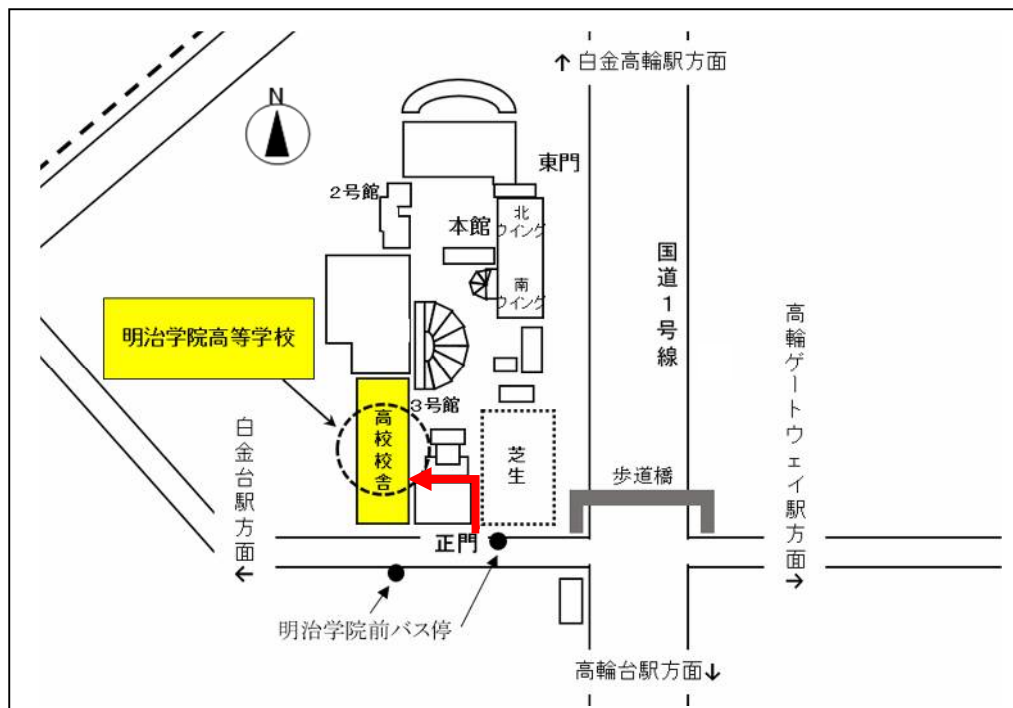 ↑ 白金高輪駅方面
N
東門
2号館
本館
北
ウイング
南
ウイング
国道1号線
明治学院高等学校
3号館
高校校舎
芝生
歩道橋
高輪ゲートウェイ駅方面→
白金台駅方面←
正門
明治学院前バス停
高輪台駅方面↓